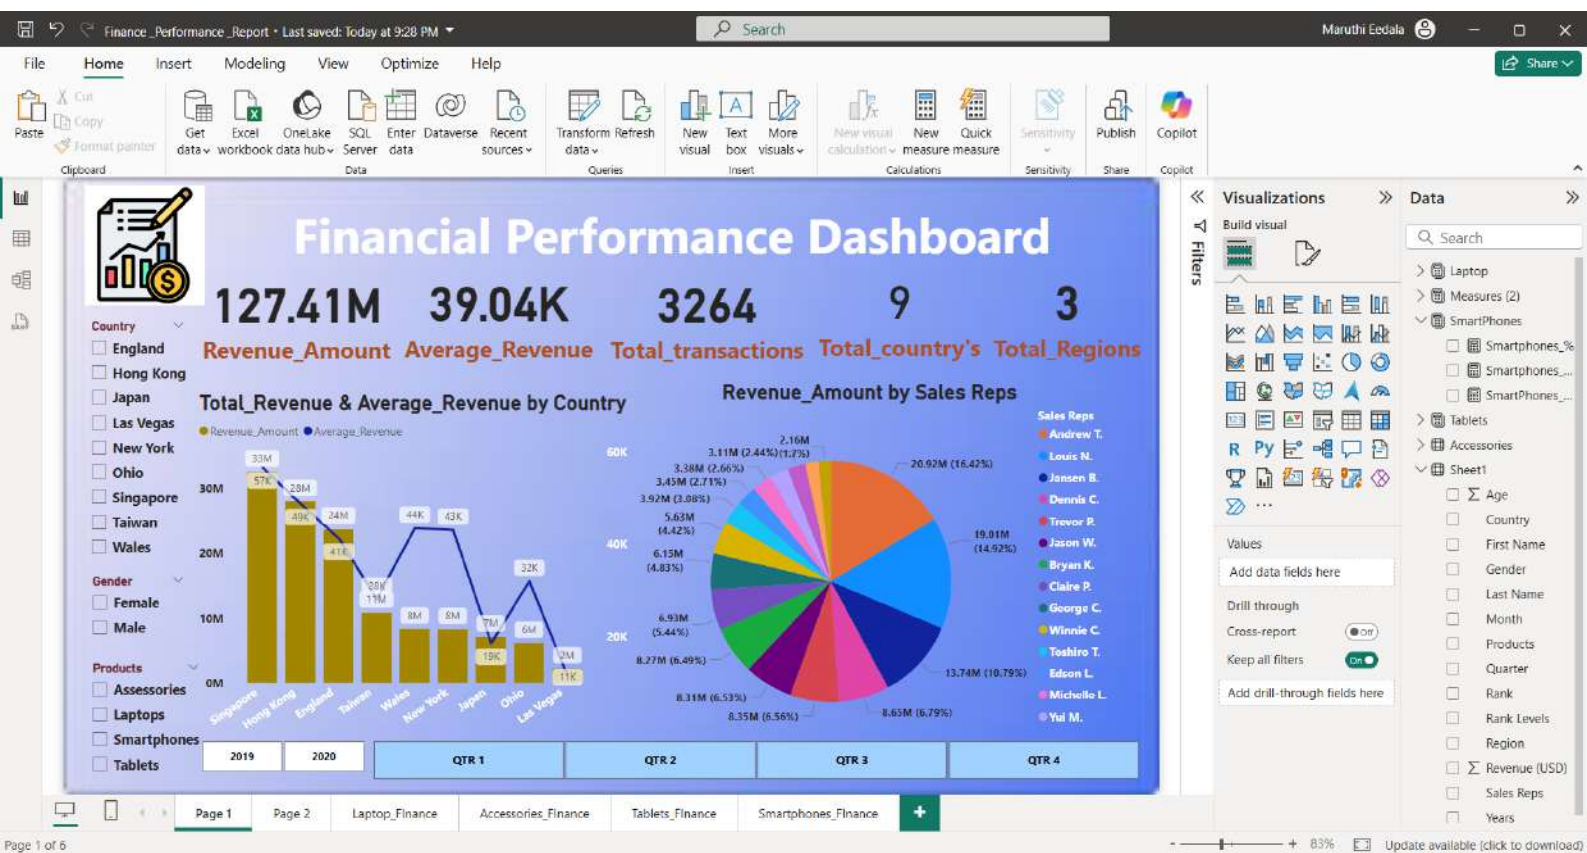 Finance _Performance _Report • Last saved: Today at 9:28 PM
Search
Maruthi Eedala
File Home Insert Modeling View Optimize Help
Share
Paste
Cut
Copy
Format painter
Clipboard
Get data
Excel workbook
OneLake data hub
SQL Server
Enter data
Dataverse
Recent sources
Data
Transform data
Refresh
Queries
New visual
Text box
More visuals
Insert
New visual calculation
New measure
Quick measure
Calculations
Sensitivity
Sensitivity
Publish
Share
Copilot
Copilot
Financial Performance Dashboard
127.41M 39.04K 3264 9 3
Revenue_Amount Average_Revenue Total_transactions Total_country's Total_Regions
Country
England
Hong Kong
Japan
Las Vegas
New York
Ohio
Singapore
Taiwan
Wales
Gender
Female
Male
Products
Assessories
Laptops
Smartphones
Tablets
Total_Revenue & Average_Revenue by Country
Revenue_Amount Average_Revenue
60K
40K
20K
30M
20M
10M
0M
33M
57K
28M
49K
24M
41K
28K
11M
44K
8M
43K
8M
7M
19K
32K
6M
2M
11K
Singapore
Hong Kong
England
Taiwan
Wales
New York
Japan
Ohio
Las Vegas
Revenue_Amount by Sales Reps
20.92M (16.42%)
19.01M
(14.92%)
13.74M (10.79%)
8.65M (6.79%)
8.35M (6.56%)
8.31M (6.53%)
8.27M (6.49%)
6.93M
(5.44%)
6.15M
(4.83%)
5.63M
(4.42%)
3.92M (3.08%)
3.45M (2.71%)
3.38M (2.66%)
3.11M (2.44%)
2.16M
(1.7%)
Sales Reps
Andrew T.
Louis N.
Jansen B.
Dennis C.
Trevor P.
Jason W.
Bryan K.
Claire P.
George C.
Winnie C.
Toshiro T.
Edson L.
Michelle L.
Yui M.
2019 2020 QTR 1 QTR 2 QTR 3 QTR 4
Filters
Visualizations
Build visual
R Py
123
Values
Add data fields here
Drill through
Cross-report
Off
Keep all filters
On
Add drill-through fields here
Data
Search
Laptop
Measures (2)
SmartPhones
Smartphones_%
Smartphones_...
SmartPhones_...
Tablets
Accessories
Sheet1
Age
Country
First Name
Gender
Last Name
Month
Products
Quarter
Rank
Rank Levels
Region
Revenue (USD)
Sales Reps
Years
Page 1 Page 2 Laptop_FInance Accessories_FInance Tablets_FInance Smartphones_FInance
Page 1 of 6
83%
Update available (click to download)